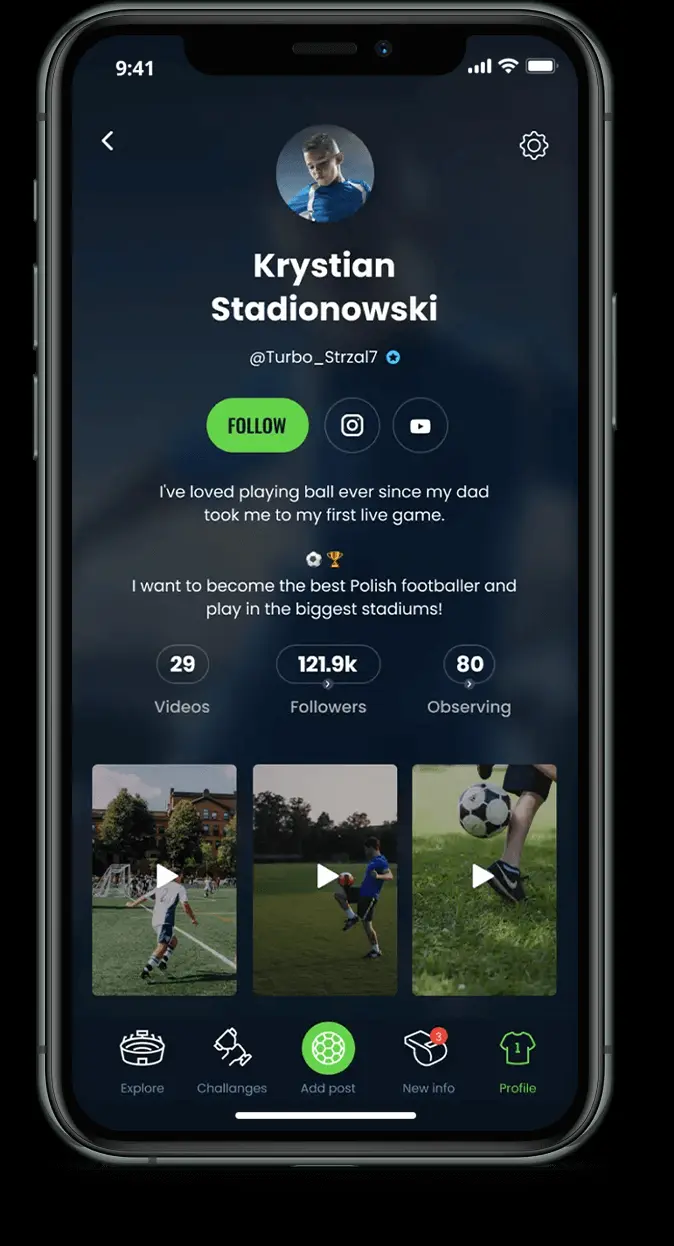 9:41
Krystian
Stadionowski
@Turbo_Strzal7
FOLLOW
I've loved playing ball ever since my dad
took me to my first live game.
I want to become the best Polish footballer and
play in the biggest stadiums!
29 121.9k 80
Videos Followers Observing
3
1
Explore Challanges Add post New info Profile